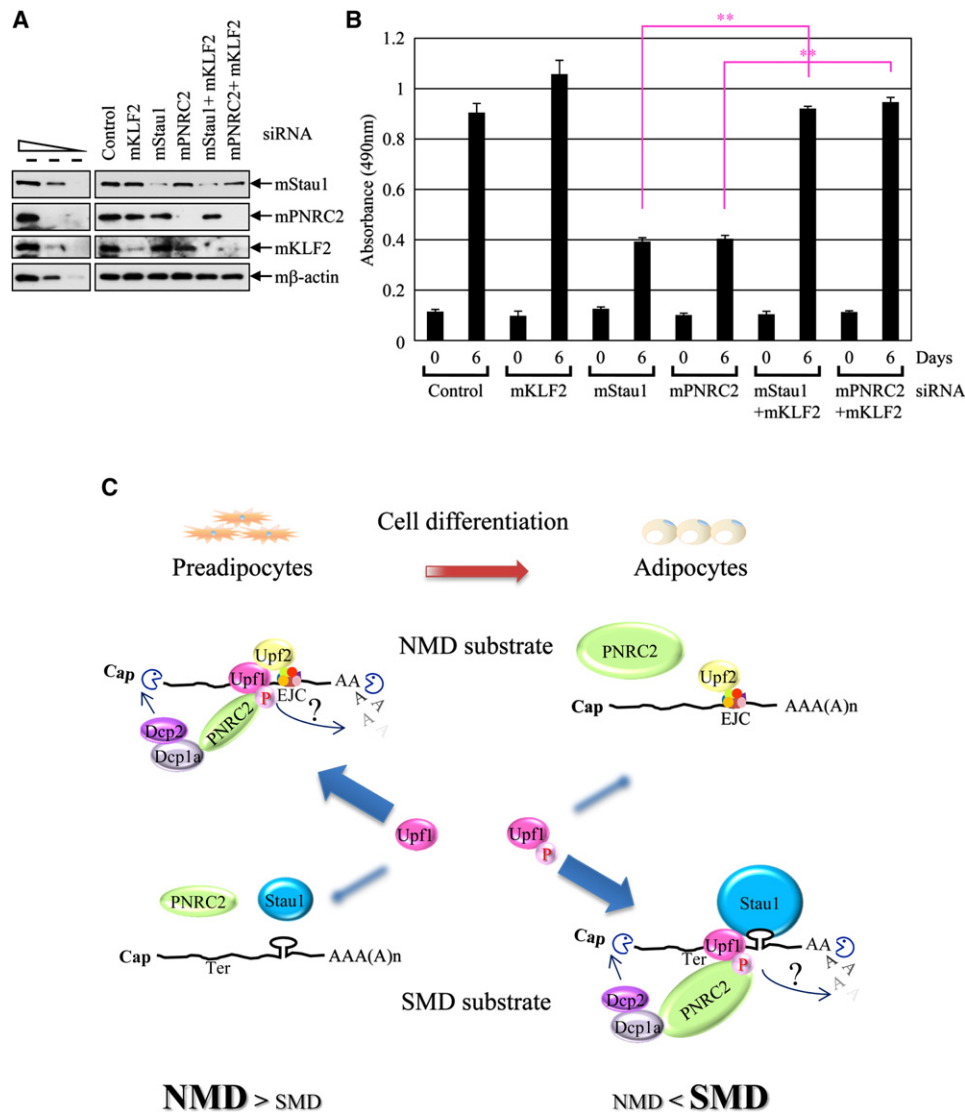 A
Control
mKLF2
mStau1
mPNRC2
mStau1 + mKLF2
mPNRC2+ mKLF2
siRNA
mStau1
mPNRC2
mKLF2
mβ-actin
B
**
**
Absorbance (490nm)
1.2
1
0.8
0.6
0.4
0.2
0
0 6 0 6 0 6 0 6 0 6 0 6 Days
Control mKLF2 mStau1 mPNRC2 mStau1 +mKLF2 mPNRC2 +mKLF2 siRNA
C
Cell differentiation
Preadipocytes
Adipocytes
NMD substrate
Cap
Upf2
Upf1
P
EJC
AA
A
A
A
A
?
PNRC2
Dcp2
Dcp1a
PNRC2
Upf2
Cap
EJC
AAA(A)n
Upf1
Upf1
P
PNRC2
Stau1
Cap
Ter
AAA(A)n
SMD substrate
Stau1
Cap
Ter
Upf1
P
AA
A
A
A
A
?
PNRC2
Dcp2
Dcp1a
NMD > SMD
NMD < SMD